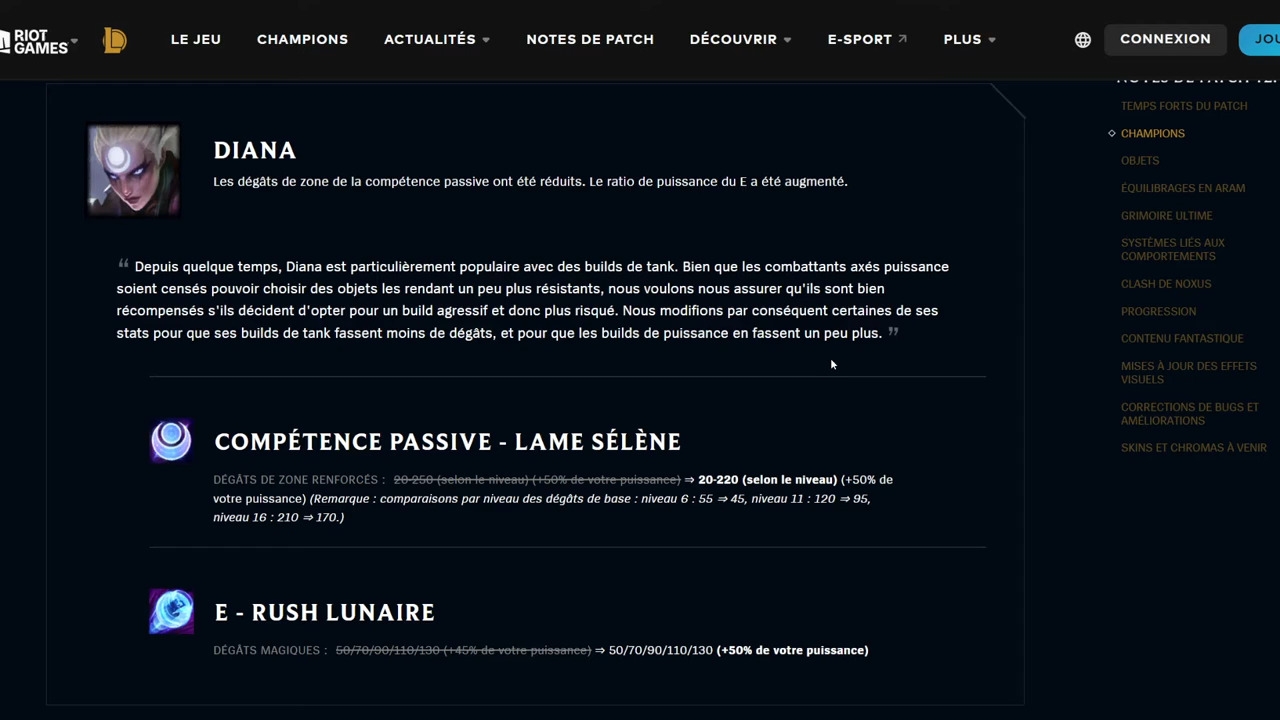 RIOT GAMES LE JEU CHAMPIONS ACTUALITÉS NOTES DE PATCH DÉCOUVRIR E-SPORT PLUS CONNEXION
CHAMPIONS
TEMPS FORTS DU PATCH
OBJETS
ÉQUILIBRAGES EN ARAM
GRIMOIRE ULTIME
SYSTÈMES LIÉS AUX
COMPORTEMENTS
CLASH DE NOXUS
PROGRESSION
CONTENU FANTASTIQUE
MISES À JOUR DES EFFETS
VISUELS
CORRECTIONS DE BUGS ET
AMÉLIORATIONS
SKINS ET CHROMAS À VENIR
DIANA
Les dégâts de zone de la compétence passive ont été réduits. Le ratio de puissance du E a été augmenté.
“ Depuis quelque temps, Diana est particulièrement populaire avec des builds de tank. Bien que les combattants axés puissance
soient censés pouvoir choisir des objets les rendant un peu plus résistants, nous voulons nous assurer qu'ils sont bien
récompensés s'ils décident d'opter pour un build agressif et donc plus risqué. Nous modifions par conséquent certaines de ses
stats pour que ses builds de tank fassent moins de dégâts, et pour que les builds de puissance en fassent un peu plus. ”
COMPÉTENCE PASSIVE - LAME SÉLÈNE
DÉGÂTS DE ZONE RENFORCÉS : 20-250 (selon le niveau) (+50% de votre puissance) ⇒ 20-220 (selon le niveau) (+50% de
votre puissance) (Remarque : comparaisons par niveau des dégâts de base : niveau 6 : 55 ⇒ 45, niveau 11 : 120 ⇒ 95,
niveau 16 : 210 ⇒ 170.)
E - RUSH LUNAIRE
DÉGÂTS MAGIQUES : 50/70/90/110/130 (+45% de votre puissance) ⇒ 50/70/90/110/130 (+50% de votre puissance)